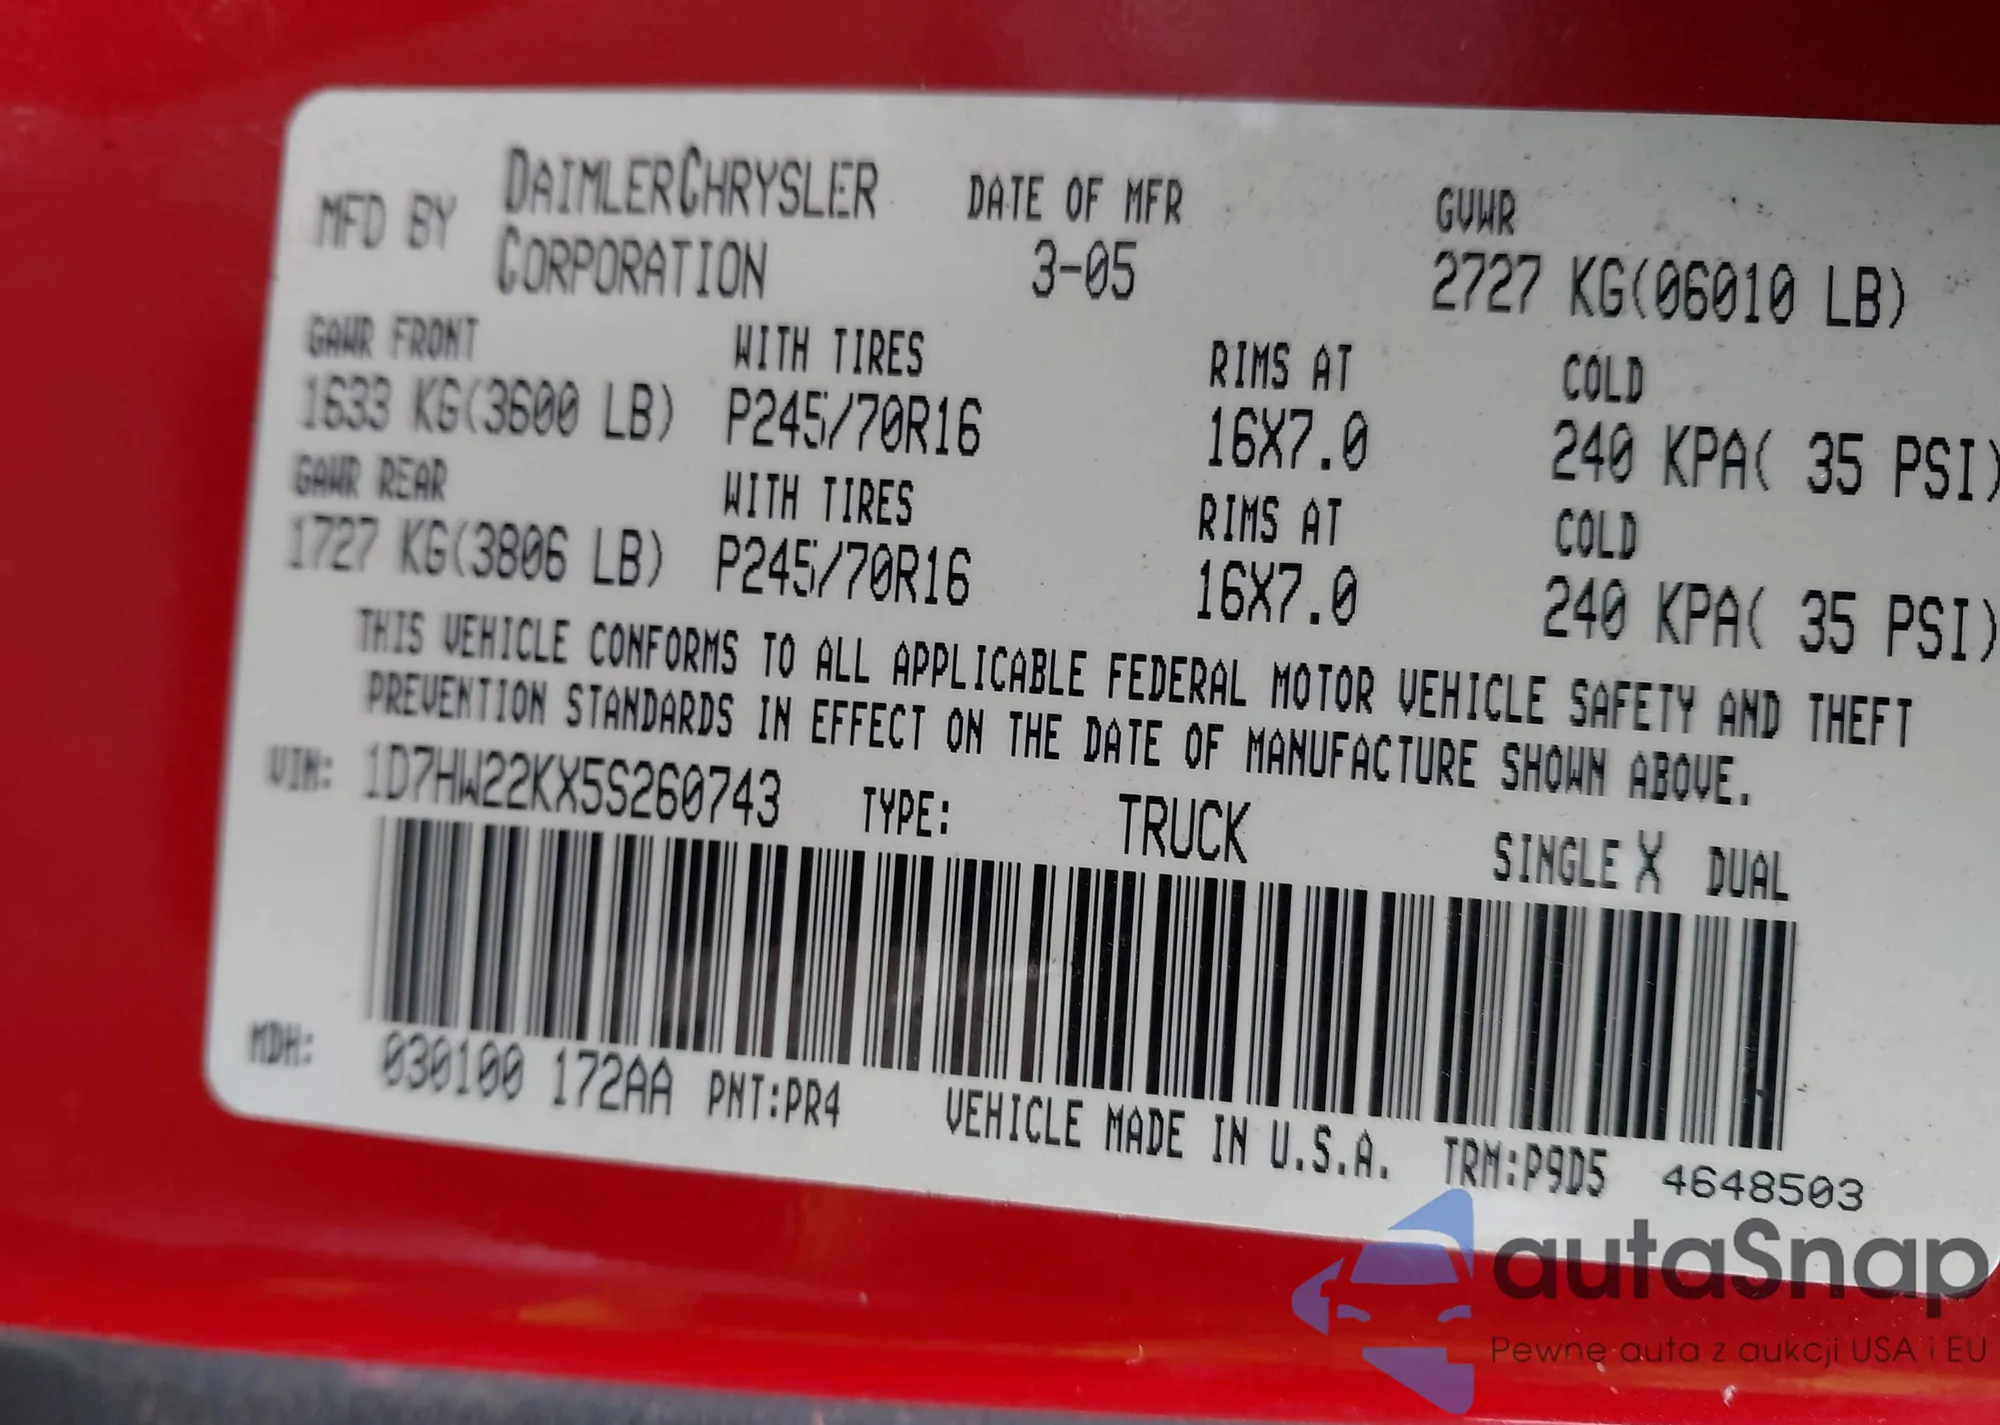 MFD BY DAIMLERCHRYSLER CORPORATION DATE OF MFR 3-05 GVWR 2727 KG(06010 LB)
GAWR FRONT WITH TIRES RIMS AT COLD
1633 KG(3600 LB) P245/70R16 16X7.0 240 KPA( 35 PSI)
GAWR REAR WITH TIRES RIMS AT COLD
1727 KG(3806 LB) P245/70R16 16X7.0 240 KPA( 35 PSI)
THIS VEHICLE CONFORMS TO ALL APPLICABLE FEDERAL MOTOR VEHICLE SAFETY AND THEFT
PREVENTION STANDARDS IN EFFECT ON THE DATE OF MANUFACTURE SHOWN ABOVE.
VIN: 1D7HW22KX5S260743 TYPE: TRUCK SINGLE X DUAL
MDH: 030100 172AA PNT:PR4 VEHICLE MADE IN U.S.A. TRM:P9D5 4648503
autaSnap
Pewne auta z aukcji USA i EU